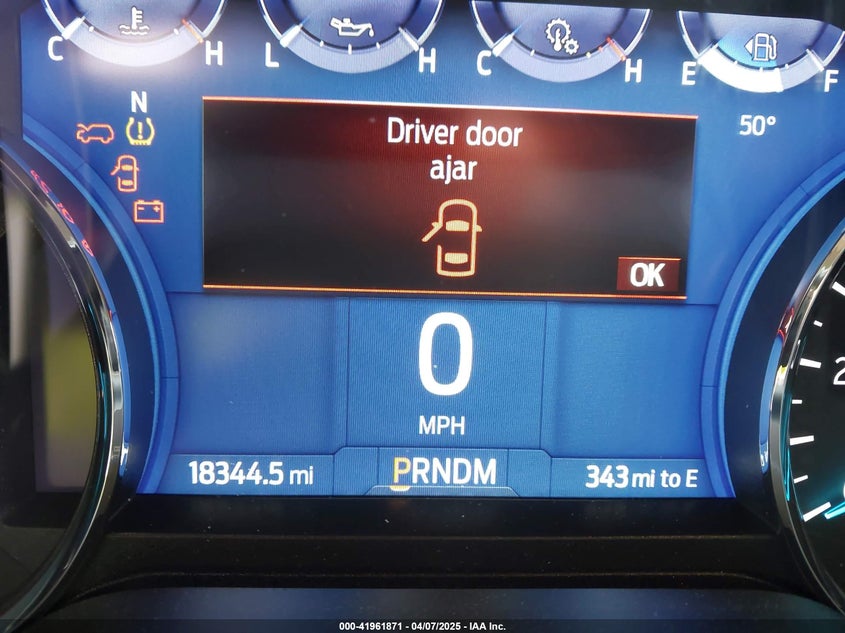 C H L H C H E F
N
50°
Driver door
ajar
OK
0
MPH
18344.5 mi
PRNDM
343 mi to E
2
000-41961871 - 04/07/2025 - IAA Inc.